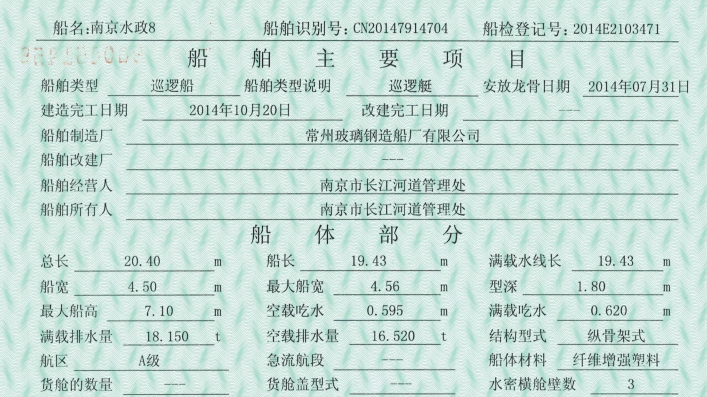 船名:南京水政8 船舶识别号:CN20147914704 船检登记号:2014E2103471
船舶主要项目
船舶类型 巡逻船 船舶类型说明 巡逻艇 安放龙骨日期 2014年07月31日
建造完工日期 2014年10月20日 改建完工日期 ---
船舶制造厂 常州玻璃钢造船厂有限公司
船舶改建厂 ---
船舶经营人 南京市长江河道管理处
船舶所有人 南京市长江河道管理处
船体部分
总长 20.40 m 船长 19.43 m 满载水线长 19.43 m
船宽 4.50 m 最大船宽 4.56 m 型深 1.80 m
最大船高 7.10 m 空载吃水 0.595 m 满载吃水 0.620 m
满载排水量 18.150 t 空载排水量 16.520 t 结构型式 纵骨架式
航区 A级 急流航段 --- 船体材料 纤维增强塑料
货舱的数量 --- 货舱盖型式 --- 水密横舱壁数 3